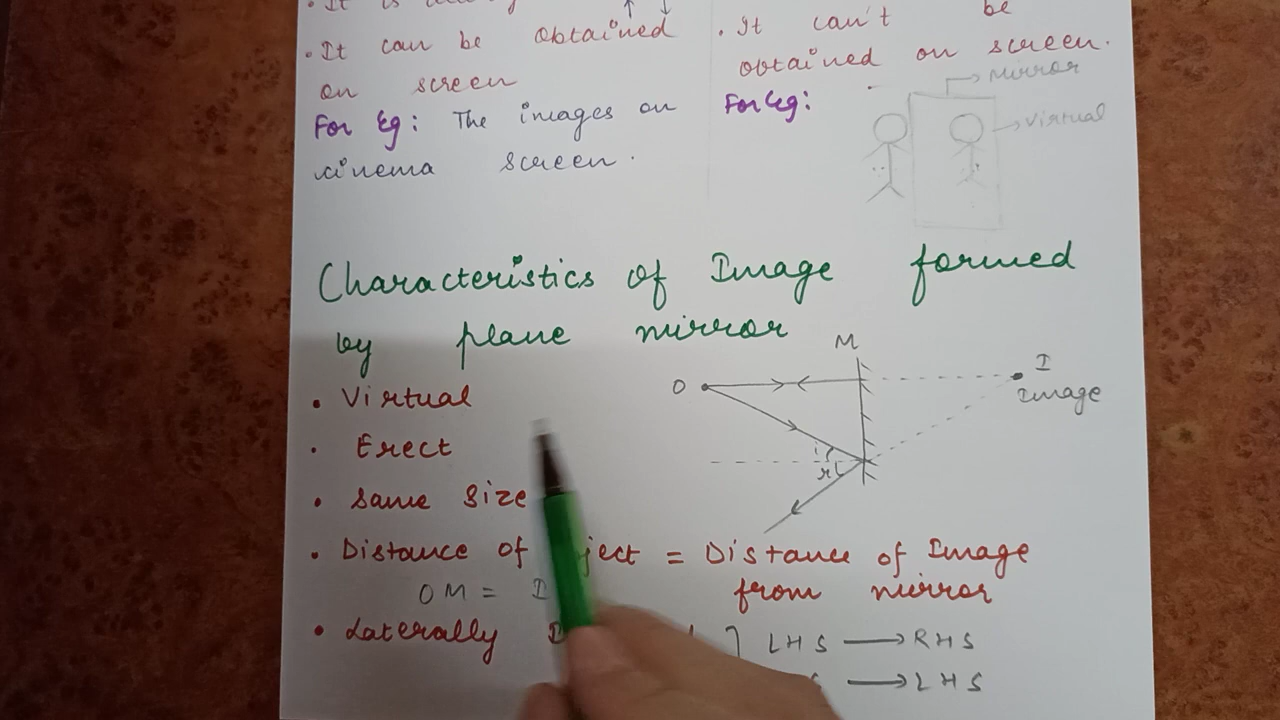 • It is
• It can be obtained
on screen
For Eg: The images on
cinema screen.
be
• It can't
obtained on screen.
For Eg:
mirror
virtual
Characteristics of Image formed
by plane mirror
• Virtual
• Erect
• Same Size
• Distance of = Distance of Image
OM = from mirror
• Laterally
LHS → RHS
→ LHS
M
O
I
Image
i
r